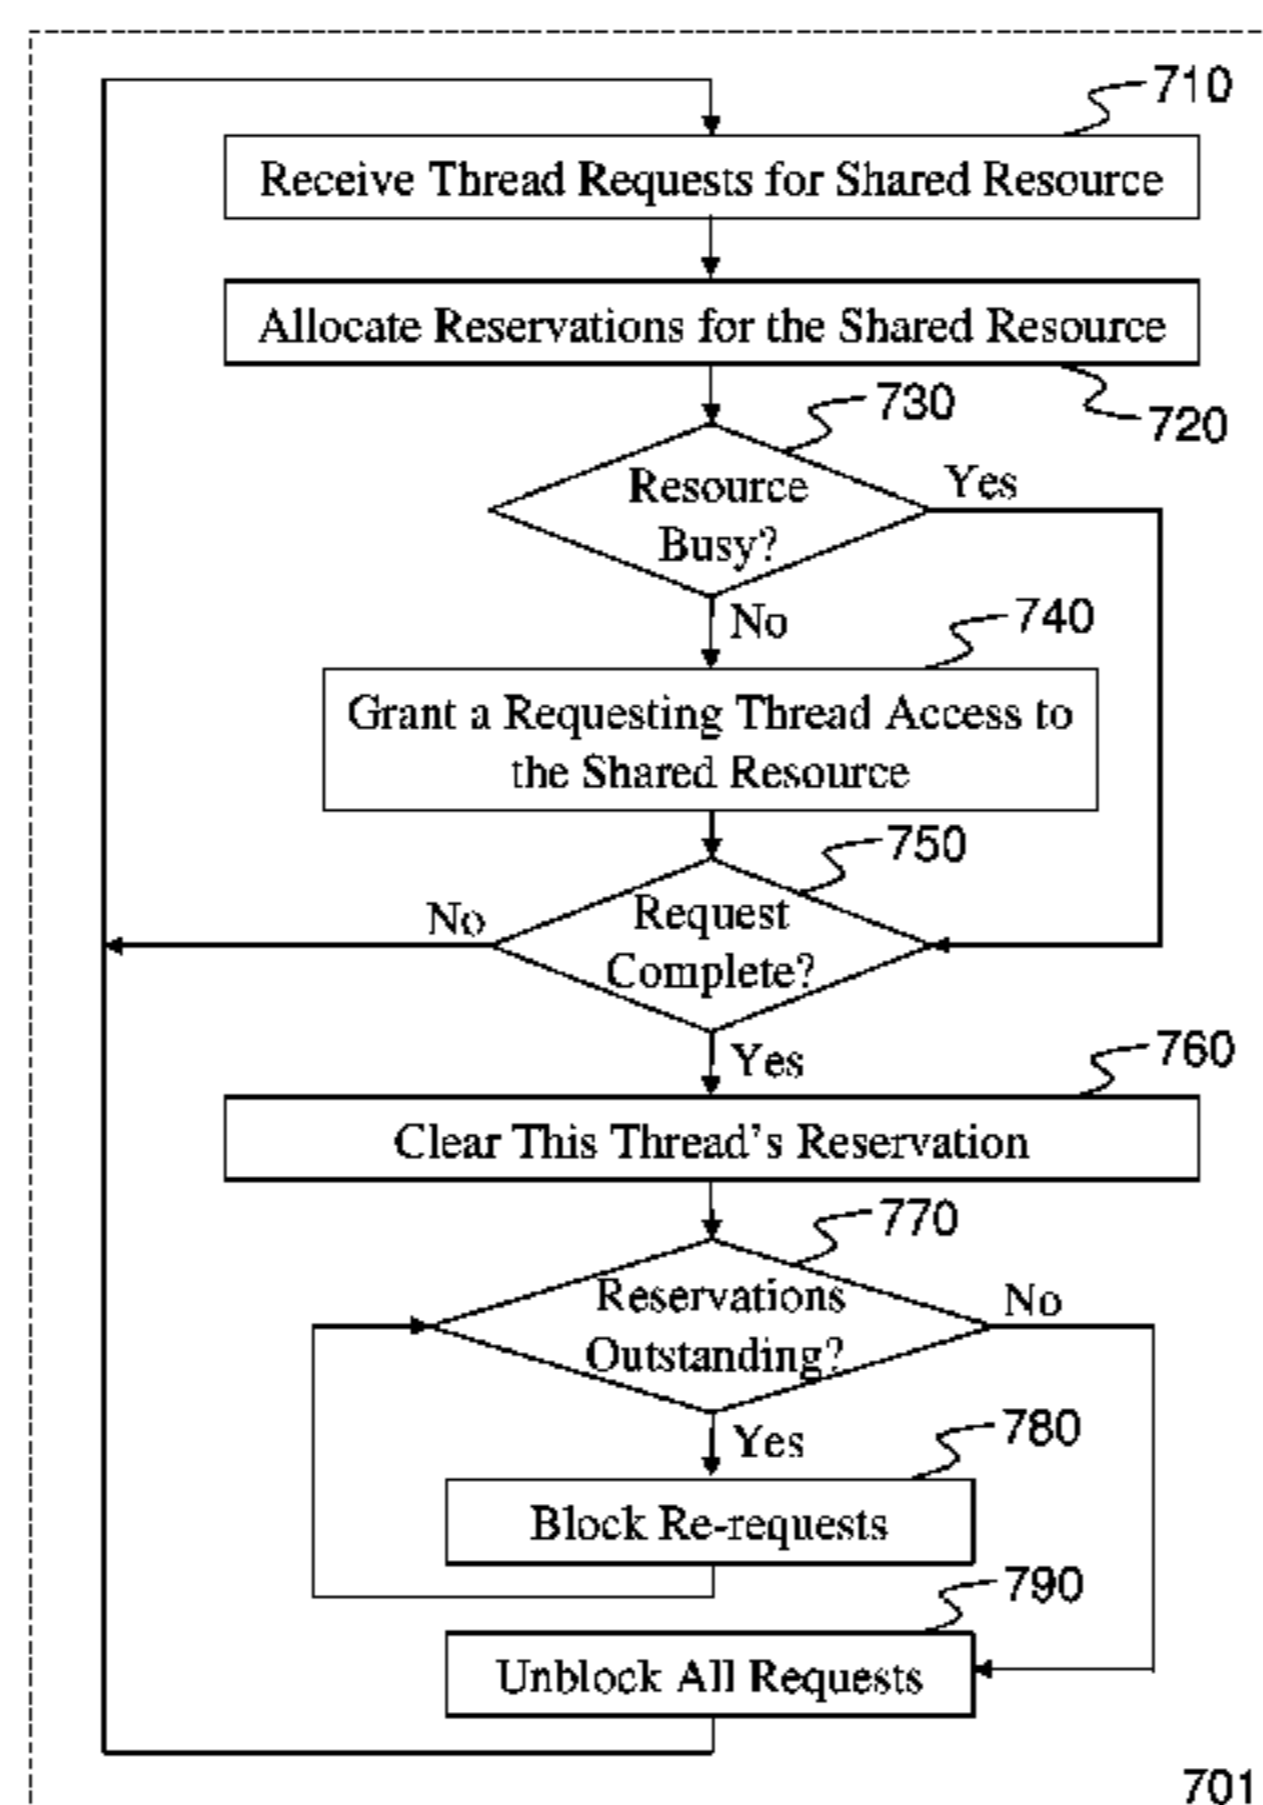 710
Receive Thread Requests for Shared Resource
Allocate Reservations for the Shared Resource
720
730
Resource
Busy?
Yes
No
740
Grant a Requesting Thread Access to
the Shared Resource
750
Request
Complete?
No
Yes
760
Clear This Thread's Reservation
770
Reservations
Outstanding?
No
Yes
780
Block Re-requests
790
Unblock All Requests
701